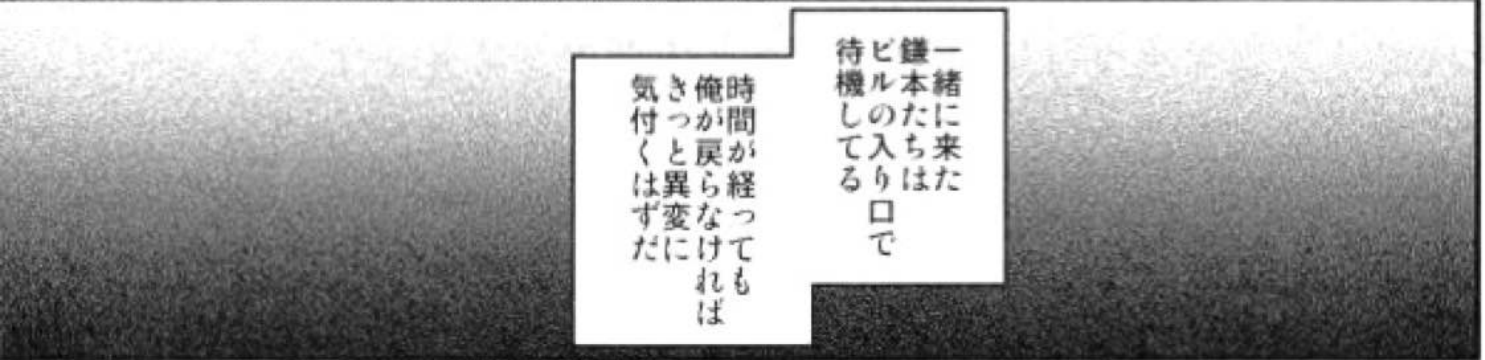 一緒に来た
鎌本たちは
ビルの入り口で
待機してる
時間が経っても
俺が戻らなければ
きっと異変に
気付くはずだ